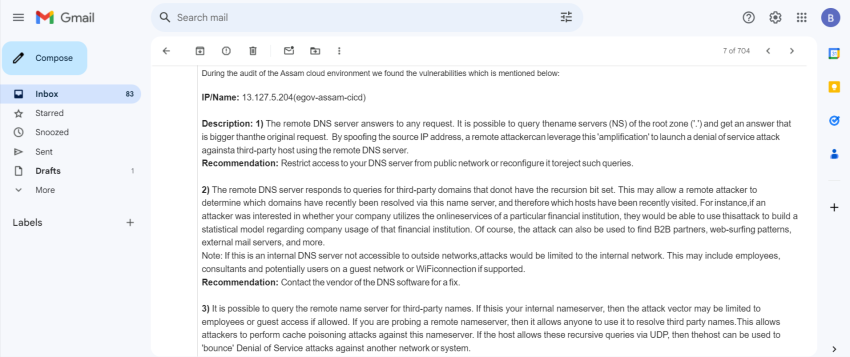 Gmail
Search mail
B
Compose
7 of 704
Inbox 83
Starred
Snoozed
Sent
Drafts 1
More
Labels
During the audit of the Assam cloud environment we found the vulnerabilities which is mentioned below:
IP/Name: 13.127.5.204(egov-assam-cicd)
Description: 1) The remote DNS server answers to any request. It is possible to query thename servers (NS) of the root zone ('.') and get an answer that
is bigger thanthe original request. By spoofing the source IP address, a remote attackercan leverage this 'amplification' to launch a denial of service attack
againsta third-party host using the remote DNS server.
Recommendation: Restrict access to your DNS server from public network or reconfigure it toreject such queries.
2) The remote DNS server responds to queries for third-party domains that donot have the recursion bit set. This may allow a remote attacker to
determine which domains have recently been resolved via this name server, and therefore which hosts have been recently visited. For instance,if an
attacker was interested in whether your company utilizes the onlineservices of a particular financial institution, they would be able to use thisattack to build a
statistical model regarding company usage of that financial institution. Of course, the attack can also be used to find B2B partners, web-surfing patterns,
external mail servers, and more.
Note: If this is an internal DNS server not accessible to outside networks,attacks would be limited to the internal network. This may include employees,
consultants and potentially users on a guest network or WiFiconnection if supported.
Recommendation: Contact the vendor of the DNS software for a fix.
3) It is possible to query the remote name server for third-party names. If thisis your internal nameserver, then the attack vector may be limited to
employees or guest access if allowed. If you are probing a remote nameserver, then it allows anyone to use it to resolve third party names.This allows
attackers to perform cache poisoning attacks against this nameserver. If the host allows these recursive queries via UDP, then thehost can be used to
'bounce' Denial of Service attacks against another network or system.